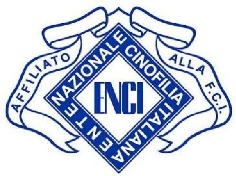 AFFILIATO ALLA F.C.I.
ENTE NAZIONALE CINOFILIA ITALIANA
ENCI